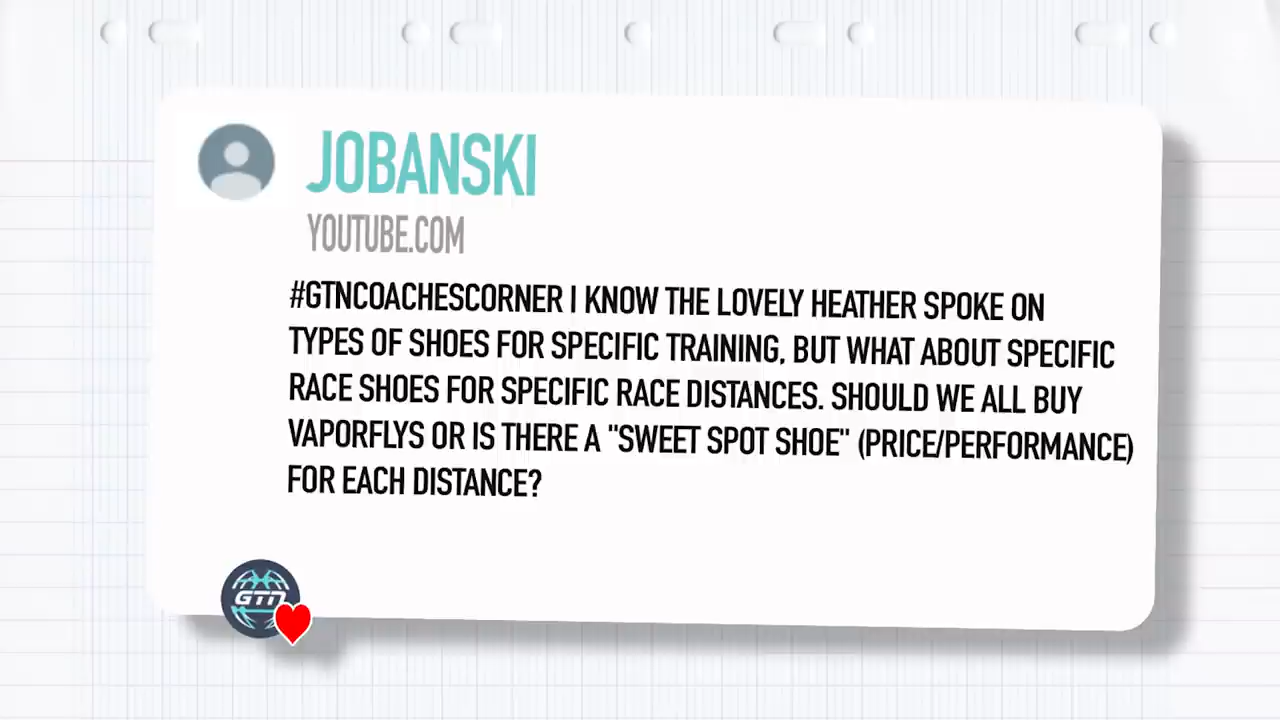 JOBANSKI
YOUTUBE.COM
#GTNCOACHESCORNER I KNOW THE LOVELY HEATHER SPOKE ON
TYPES OF SHOES FOR SPECIFIC TRAINING, BUT WHAT ABOUT SPECIFIC
RACE SHOES FOR SPECIFIC RACE DISTANCES. SHOULD WE ALL BUY
VAPORFLYS OR IS THERE A "SWEET SPOT SHOE" (PRICE/PERFORMANCE)
FOR EACH DISTANCE?
GTN